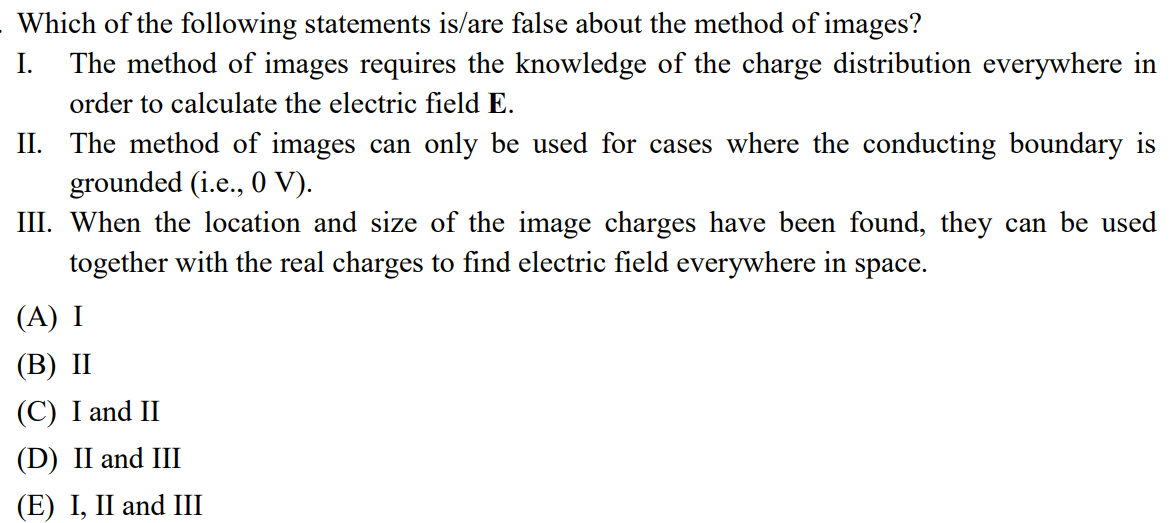 Which of the following statements is/are false about the method of images?
I. The method of images requires the knowledge of the charge distribution everywhere in
order to calculate the electric field E.
II. The method of images can only be used for cases where the conducting boundary is
grounded (i.e., 0 V).
III. When the location and size of the image charges have been found, they can be used
together with the real charges to find electric field everywhere in space.
(A) I
(B) II
(C) I and II
(D) II and III
(E) I, II and III